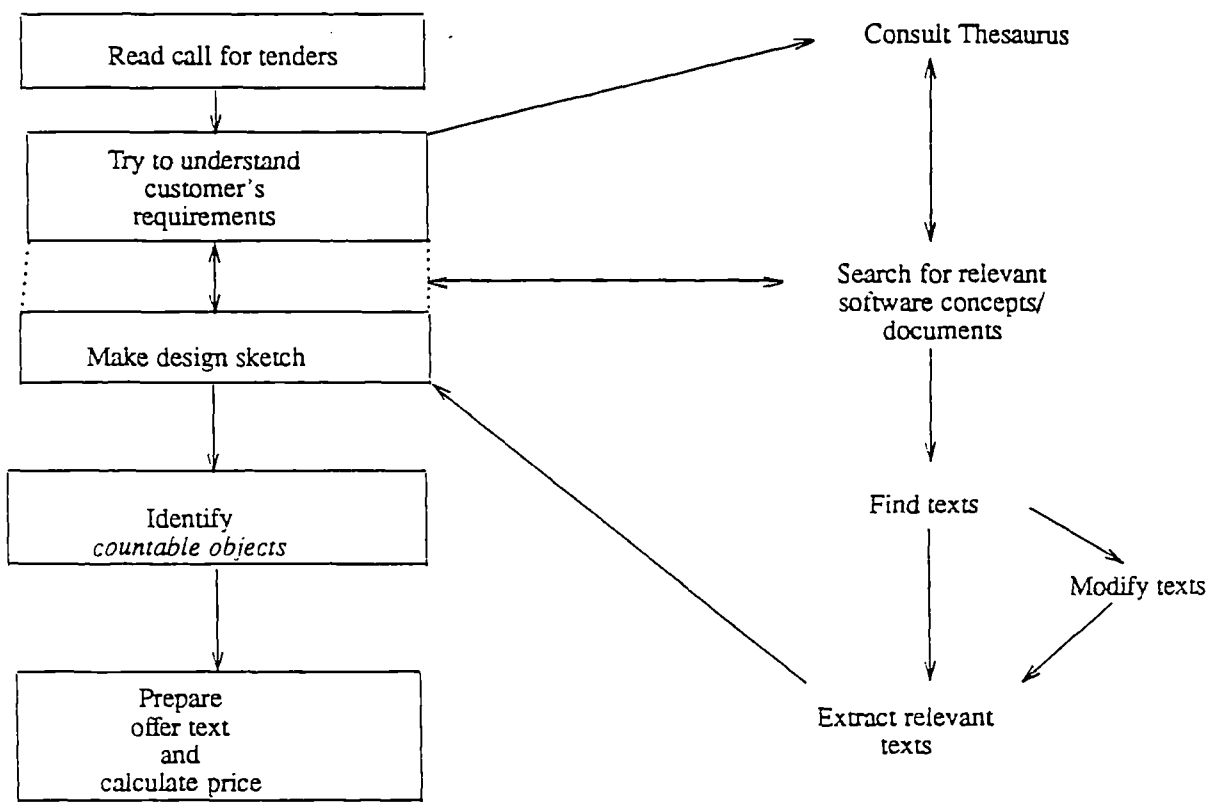 Read call for tenders
Try to understand
customer's
requirements
Make design sketch
Identify
countable objects
Prepare
offer text
and
calculate price
Consult Thesaurus
Search for relevant
software concepts/
documents
Find texts
Modify texts
Extract relevant
texts